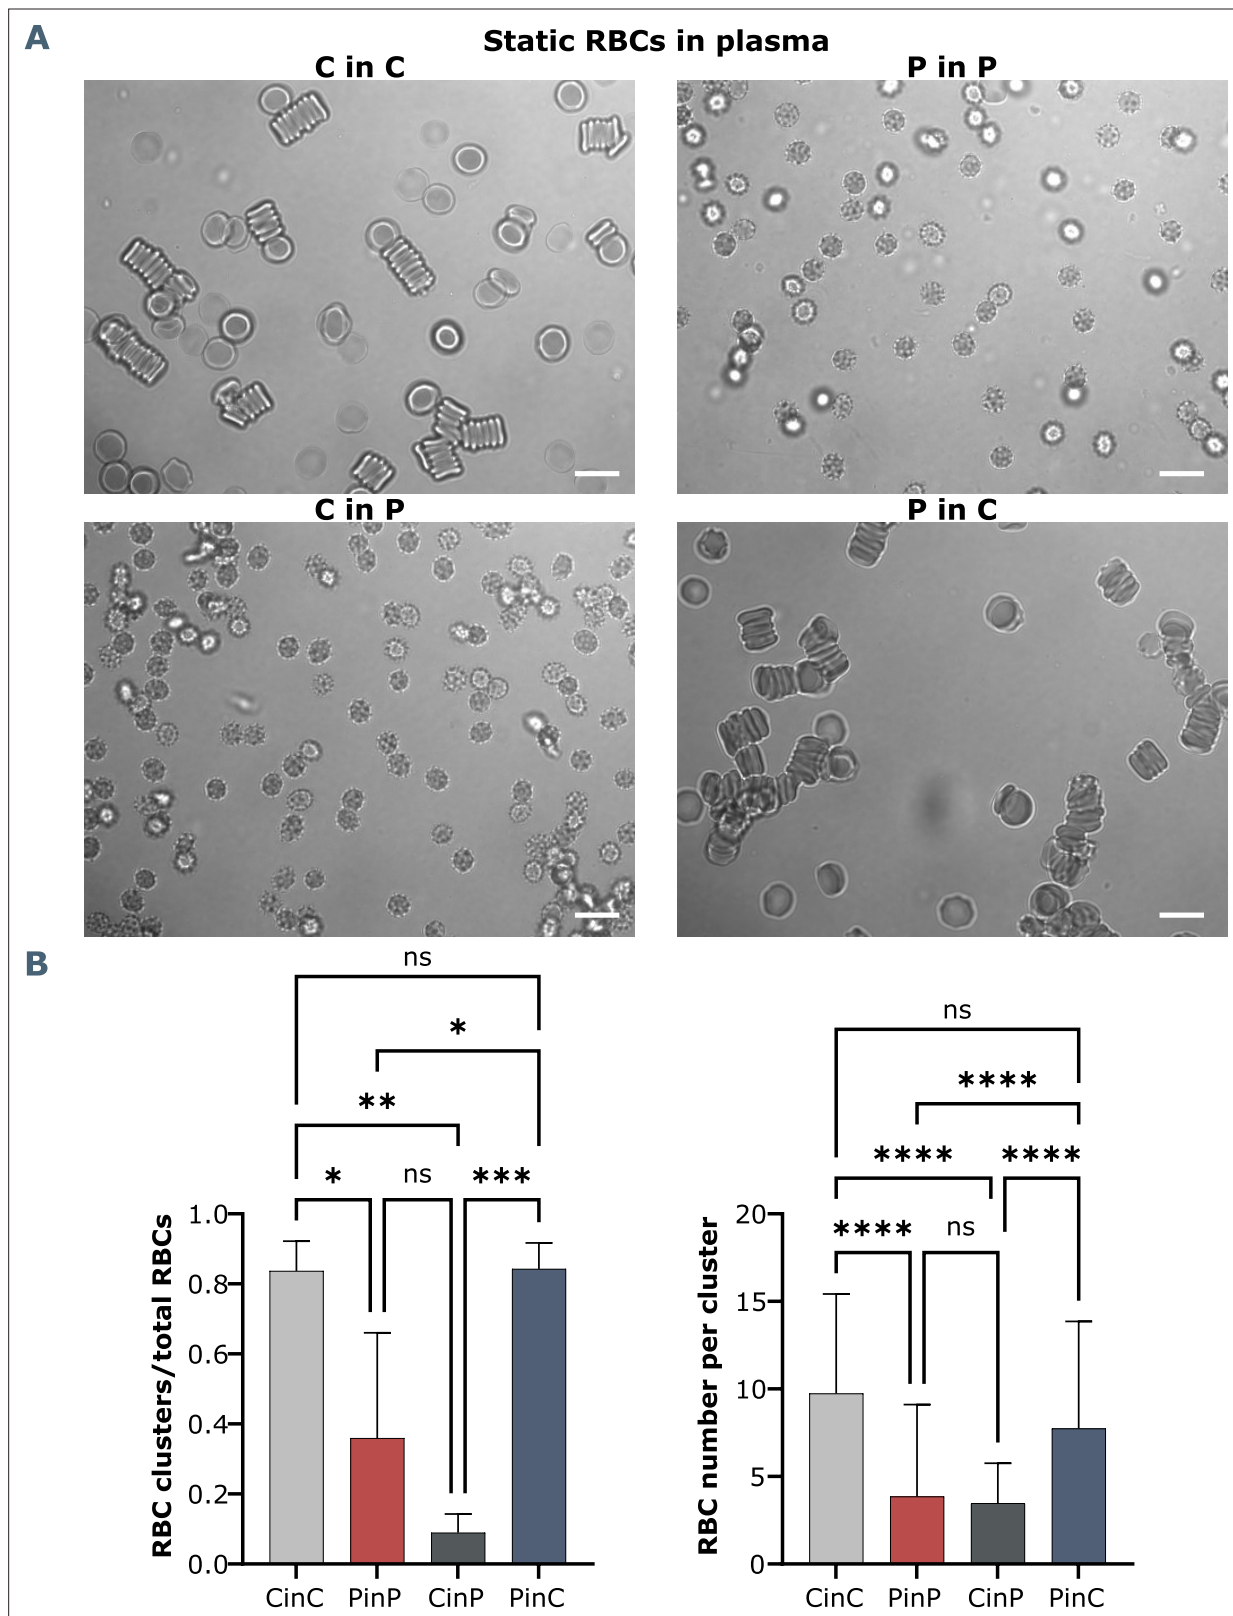 A
Static RBCs in plasma
C in C
P in P
C in P
P in C
B
ns
*
**
*
ns
***
RBC clusters/total RBCs
1.0
0.8
0.6
0.4
0.2
0.0
CinC
PinP
CinP
PinC
ns
****
****
****
****
ns
RBC number per cluster
20
15
10
5
0
CinC
PinP
CinP
PinC